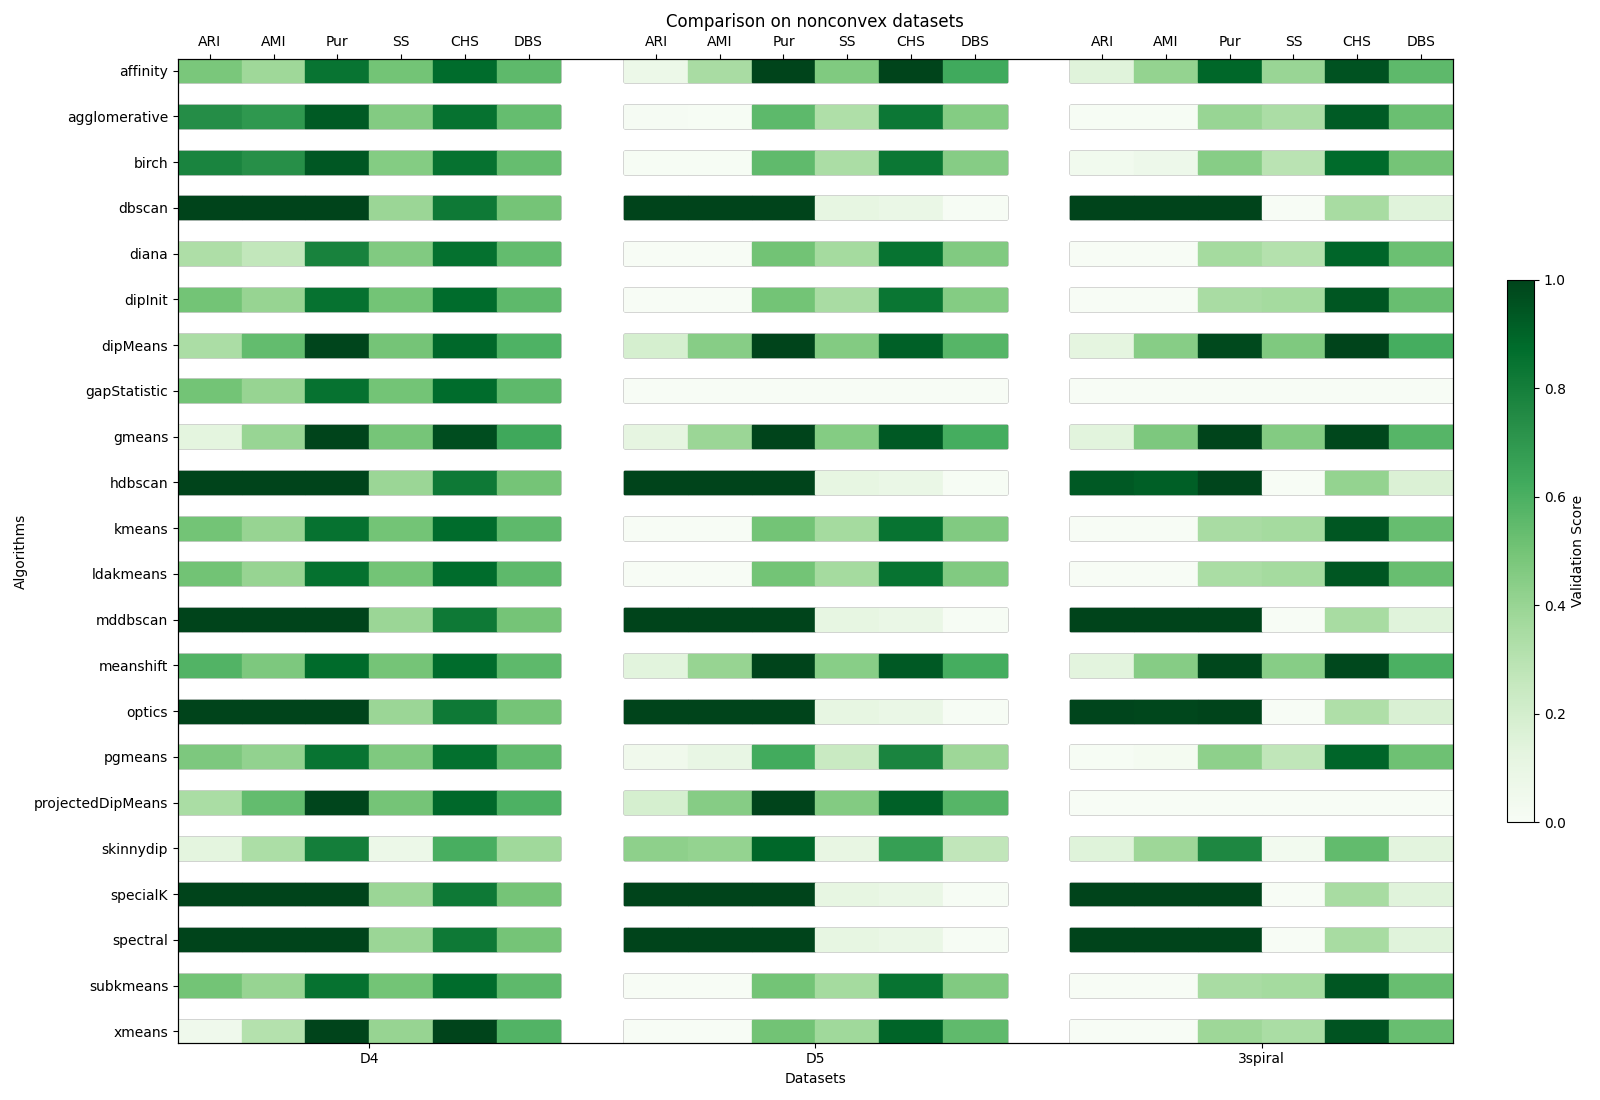 Comparison on nonconvex datasets
ARI AMI Pur SS CHS DBS ARI AMI Pur SS CHS DBS ARI AMI Pur SS CHS DBS
affinity
agglomerative
birch
dbscan
diana
dipInit
dipMeans
gapStatistic
gmeans
hdbscan
kmeans
ldakmeans
mddbscan
meanshift
optics
pgmeans
projectedDipMeans
skinnydip
specialK
spectral
subkmeans
xmeans
Algorithms
D4 D5 3spiral
Datasets
1.0
0.8
0.6
0.4
0.2
0.0
Validation Score